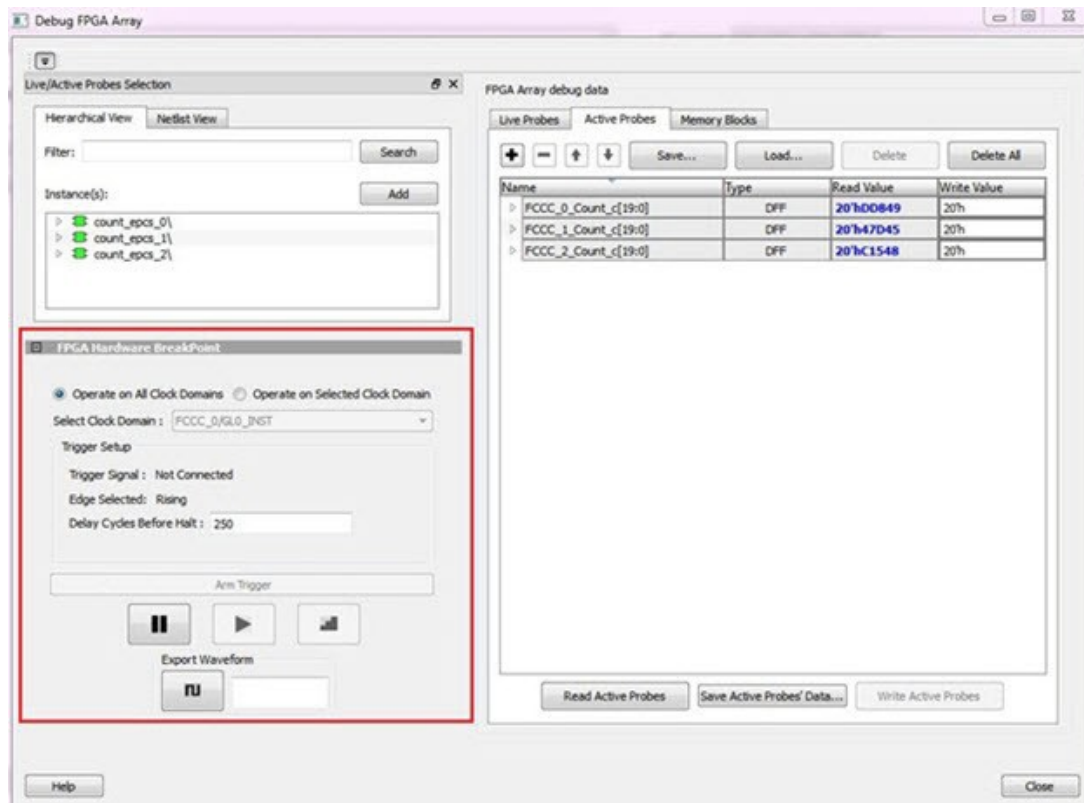 Debug FPGA Array
Live/Active Probes Selection
Hierarchical View Netlist View
Filter: Search
Instance(s): Add
count_epcs_0\
count_epcs_1\
count_epcs_2\
FPGA Hardware BreakPoint
Operate on All Clock Domains Operate on Selected Clock Domain
Select Clock Domain : FCCC_0/GL0_INST
Trigger Setup
Trigger Signal : Not Connected
Edge Selected: Rising
Delay Cycles Before Halt : 250
Arm Trigger
Export Waveform
FPGA Array debug data
Live Probes Active Probes Memory Blocks
Save... Load... Delete Delete All
Name Type Read Value Write Value
FCCC_0_Count_c[19:0] DFF 20'hDD849 20'h
FCCC_1_Count_c[19:0] DFF 20'h47D45 20'h
FCCC_2_Count_c[19:0] DFF 20'hC1548 20'h
Read Active Probes Save Active Probes' Data... Write Active Probes
Help Close